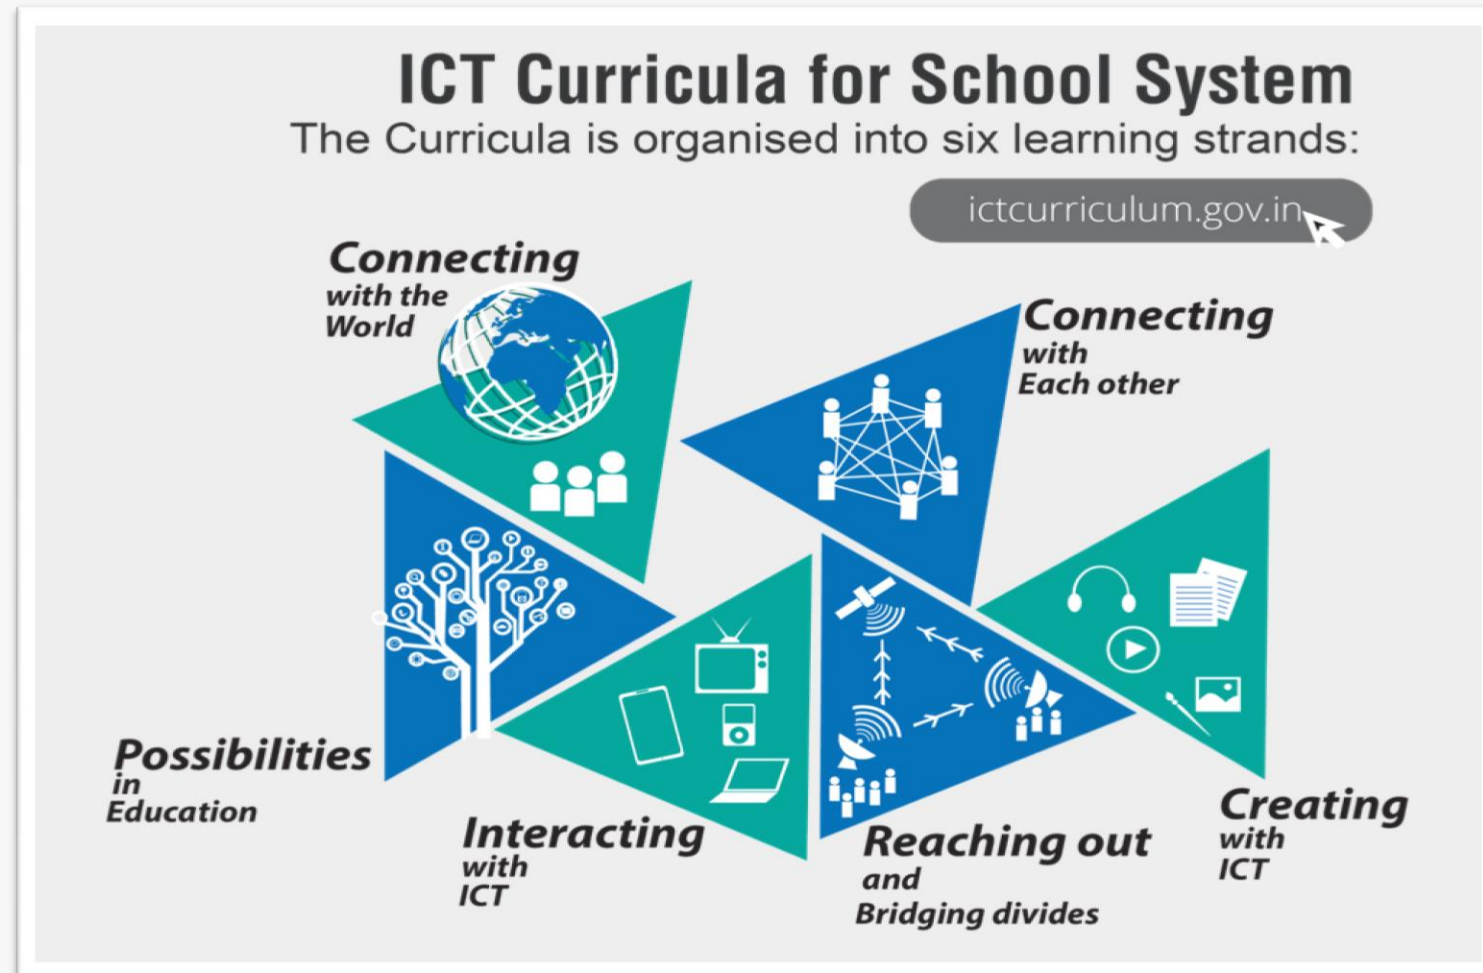 ICT Curricula for School System
The Curricula is organised into six learning strands:
ictcurriculum.gov.in
Connecting
with the
World
Connecting
with
Each other
Possibilities
in
Education
Interacting
with
ICT
Reaching out
and
Bridging divides
Creating
with
ICT